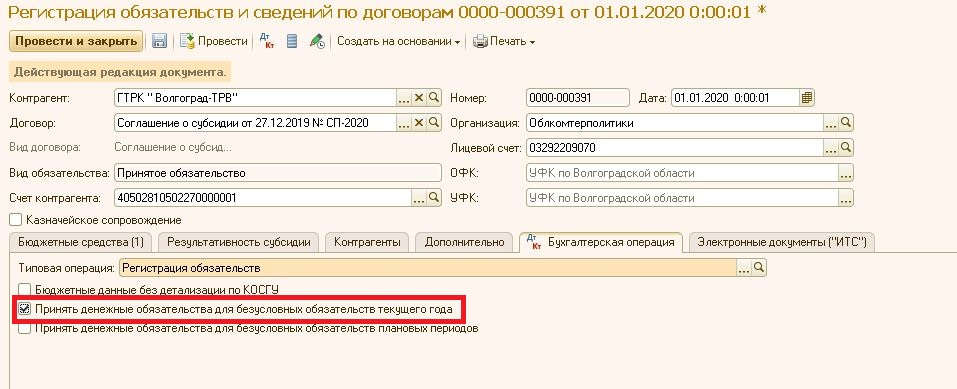 Регистрация обязательств и сведений по договорам 0000-000391 от 01.01.2020 0:00:01 *
Провести и закрыть Провести Дт Кт Создать на основании Печать
Действующая редакция документа.
Контрагент: ГТРК " Волгоград-ТРВ" Номер: 0000-000391 Дата: 01.01.2020 0:00:01
Договор: Соглашение о субсидии от 27.12.2019 № СП-2020 Организация: Облкомтерполитики
Вид договора: Соглашение о субсид... Лицевой счет: 03292209070
Вид обязательства: Принятое обязательство ОФК: УФК по Волгоградской области
Счет контрагента: 40502810502270000001 УФК: УФК по Волгоградской области
Казначейское сопровождение
Бюджетные средства (1) Результативность субсидии Контрагенты Дополнительно Дт Кт Бухгалтерская операция Электронные документы ("ИТС")
Типовая операция: Регистрация обязательств
Бюджетные данные без детализации по КОСГУ
Принять денежные обязательства для безусловных обязательств текущего года
Принять денежные обязательства для безусловных обязательств плановых периодов